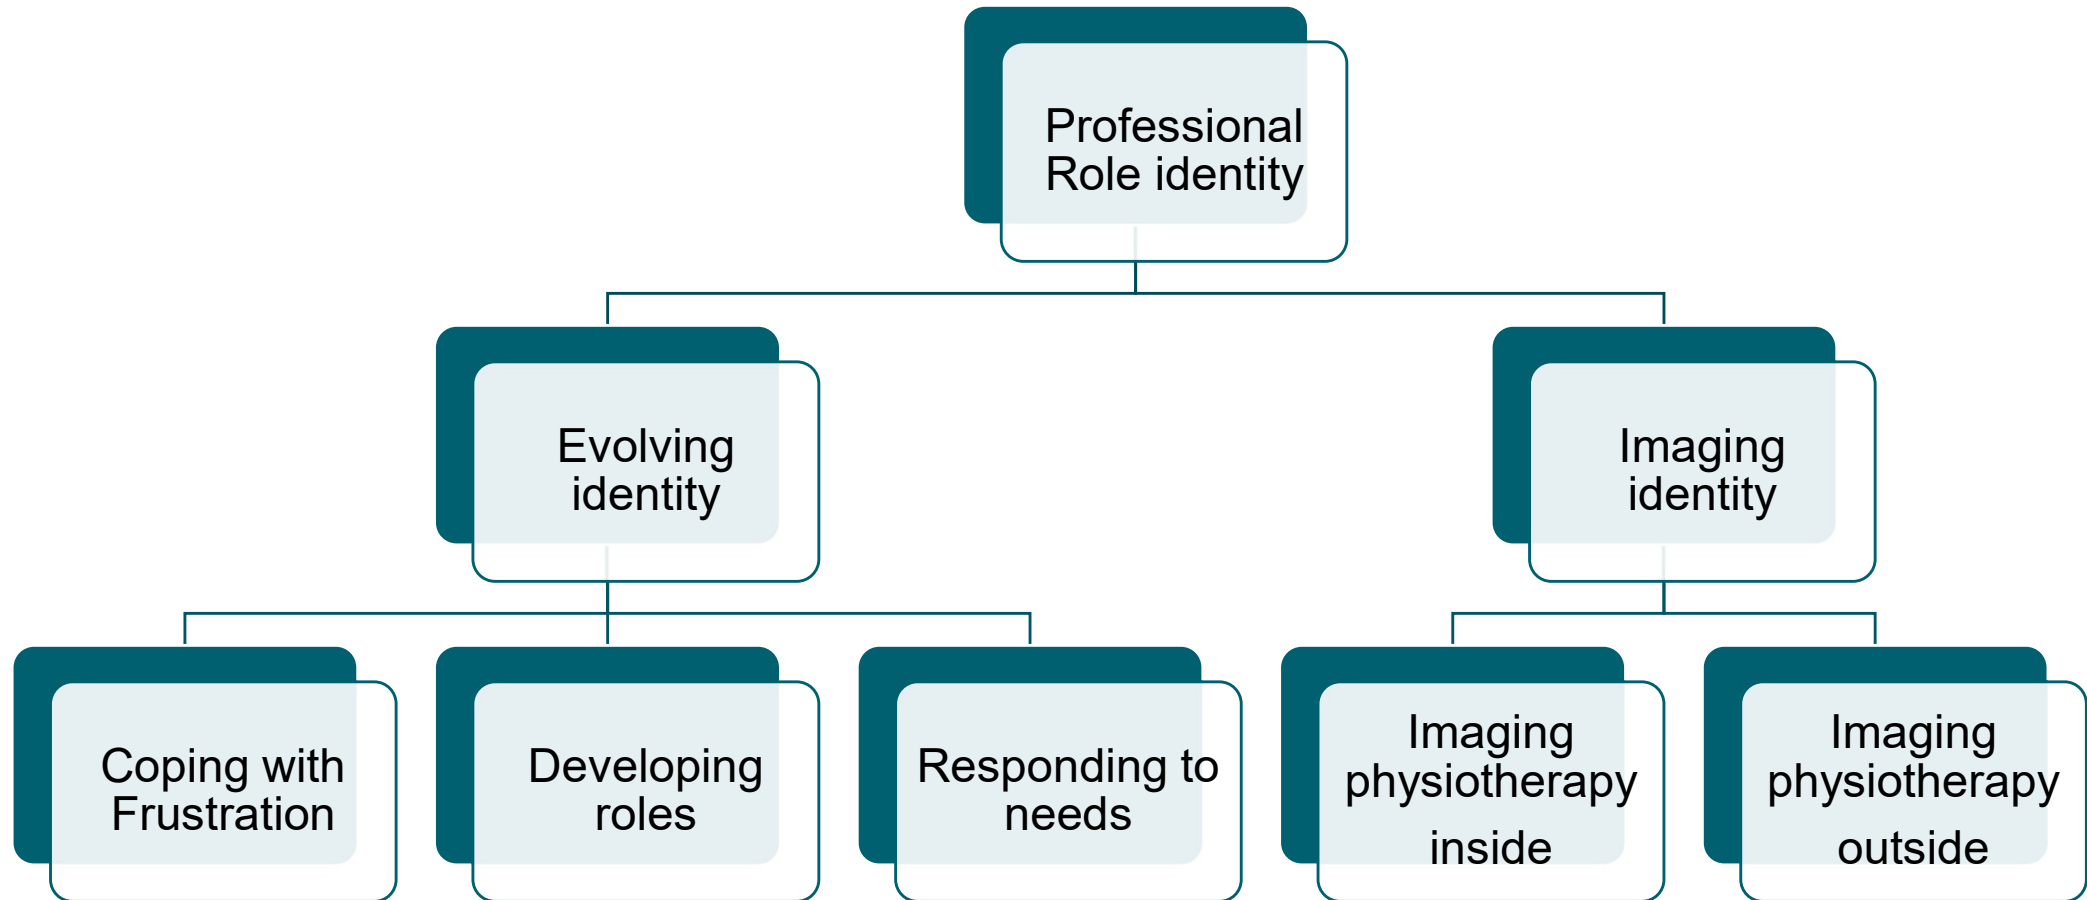 Professional
Role identity
Evolving
identity
Imaging
identity
Coping with
Frustration
Developing
roles
Responding to
needs
Imaging
physiotherapy
inside
Imaging
physiotherapy
outside